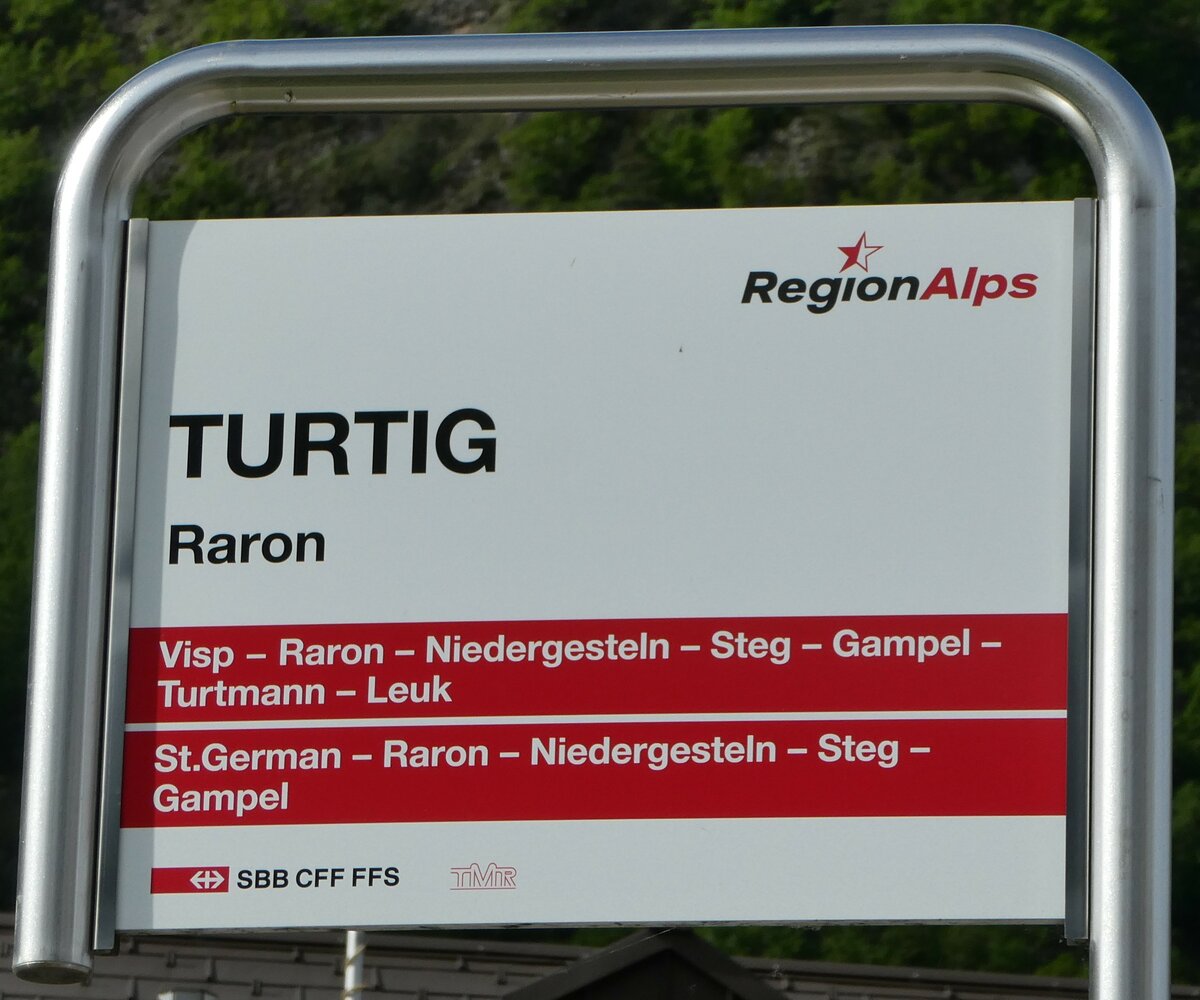 RegionAlps
TURTIG
Raron
Visp – Raron – Niedergesteln – Steg – Gampel –
Turtmann – Leuk
St.German – Raron – Niedergesteln – Steg –
Gampel
SBB CFF FFS TMR